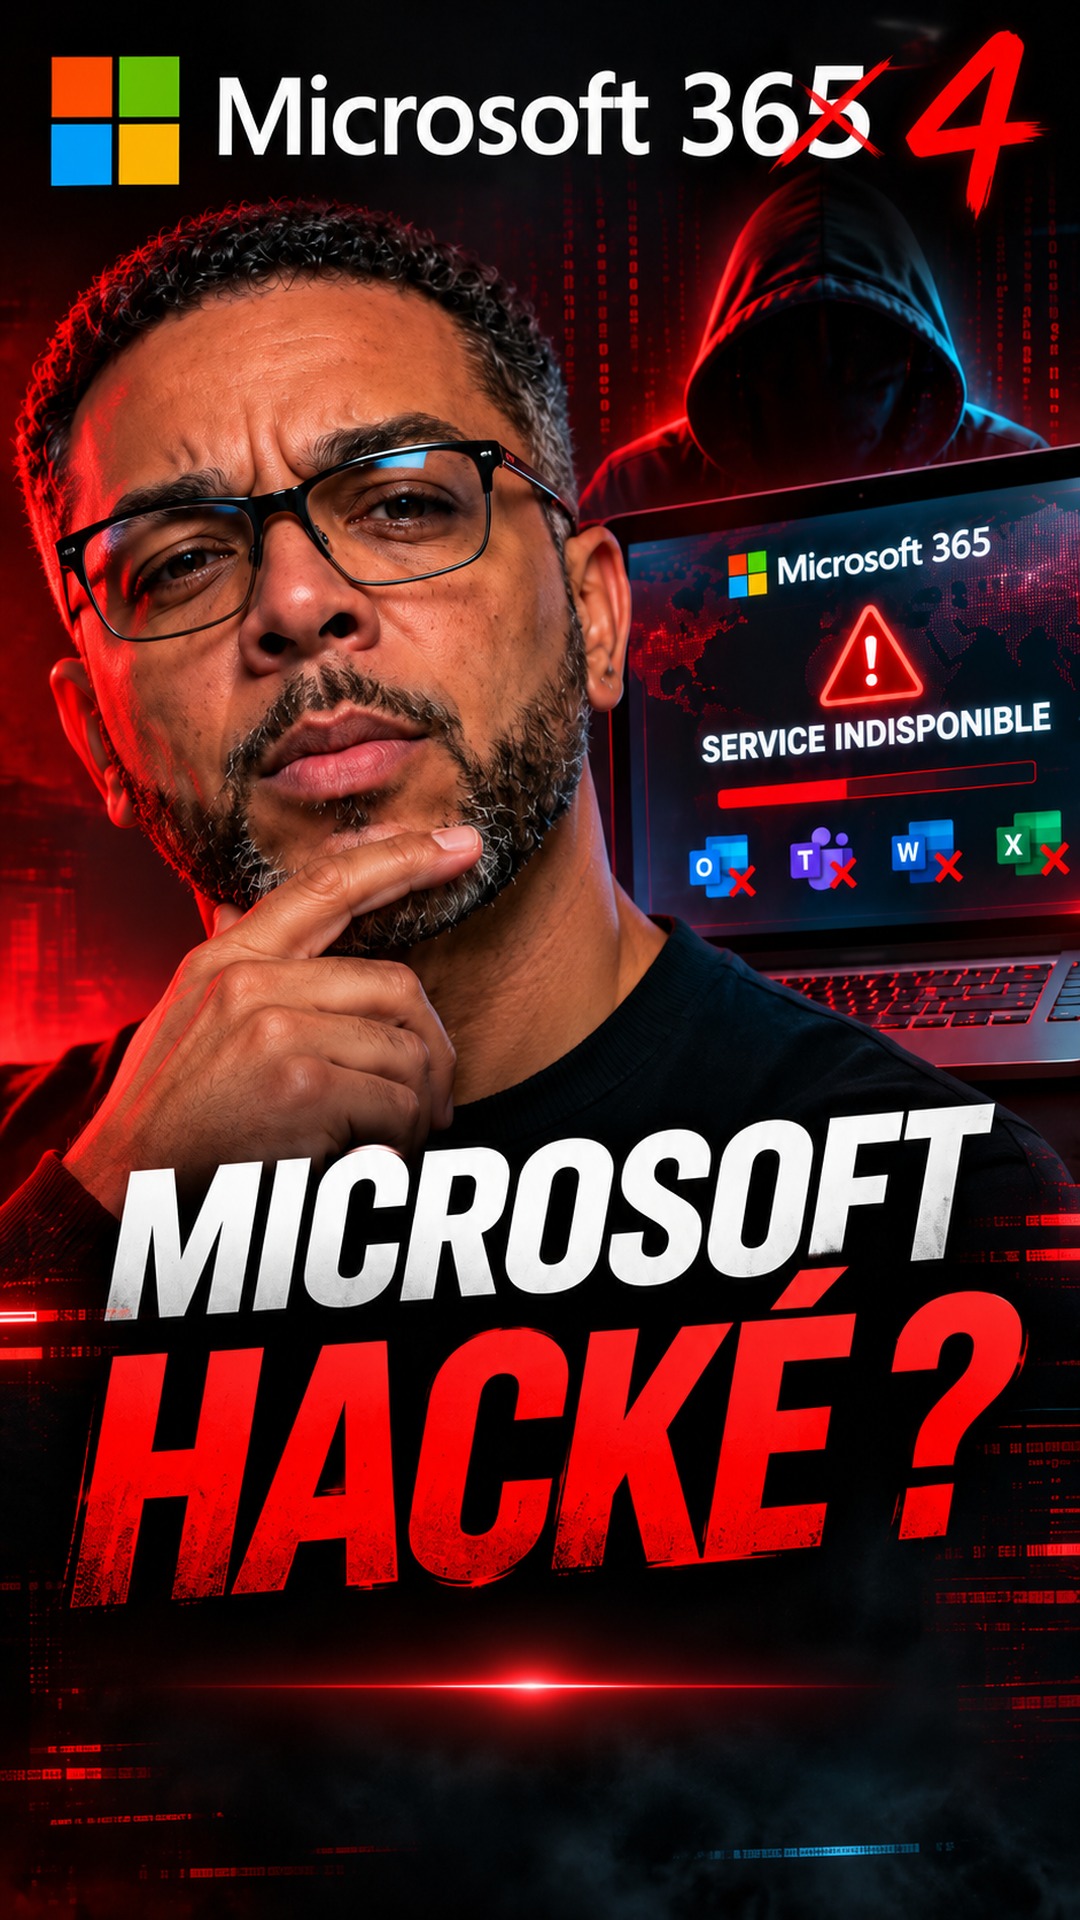 Microsoft 365 4
Microsoft 365
!
SERVICE INDISPONIBLE
O T W X
MICROSOFT
HACKÉ ?